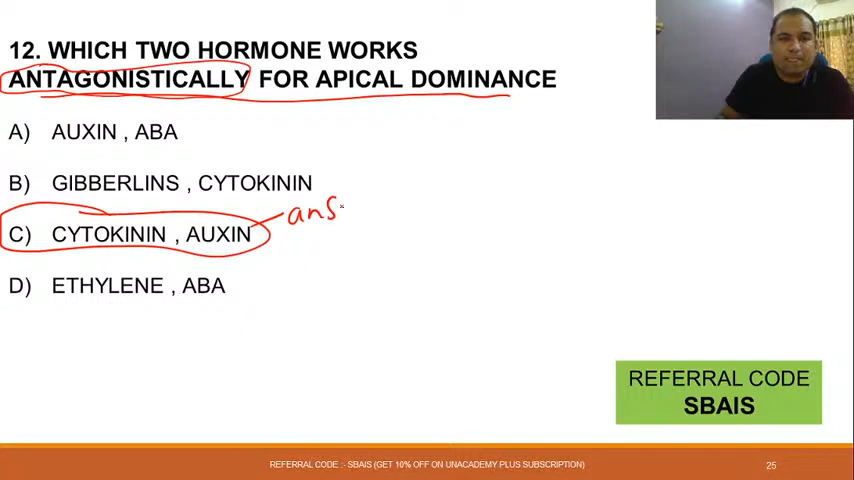 12. WHICH TWO HORMONE WORKS
ANTAGONISTICALLY FOR APICAL DOMINANCE
A) AUXIN , ABA
B) GIBBERLINS , CYTOKININ
C) CYTOKININ , AUXIN
ans
D) ETHYLENE , ABA
REFERRAL CODE
SBAIS
REFERRAL CODE :- SBAIS (GET 10% OFF ON UNACADEMY PLUS SUBSCRIPTION)
25